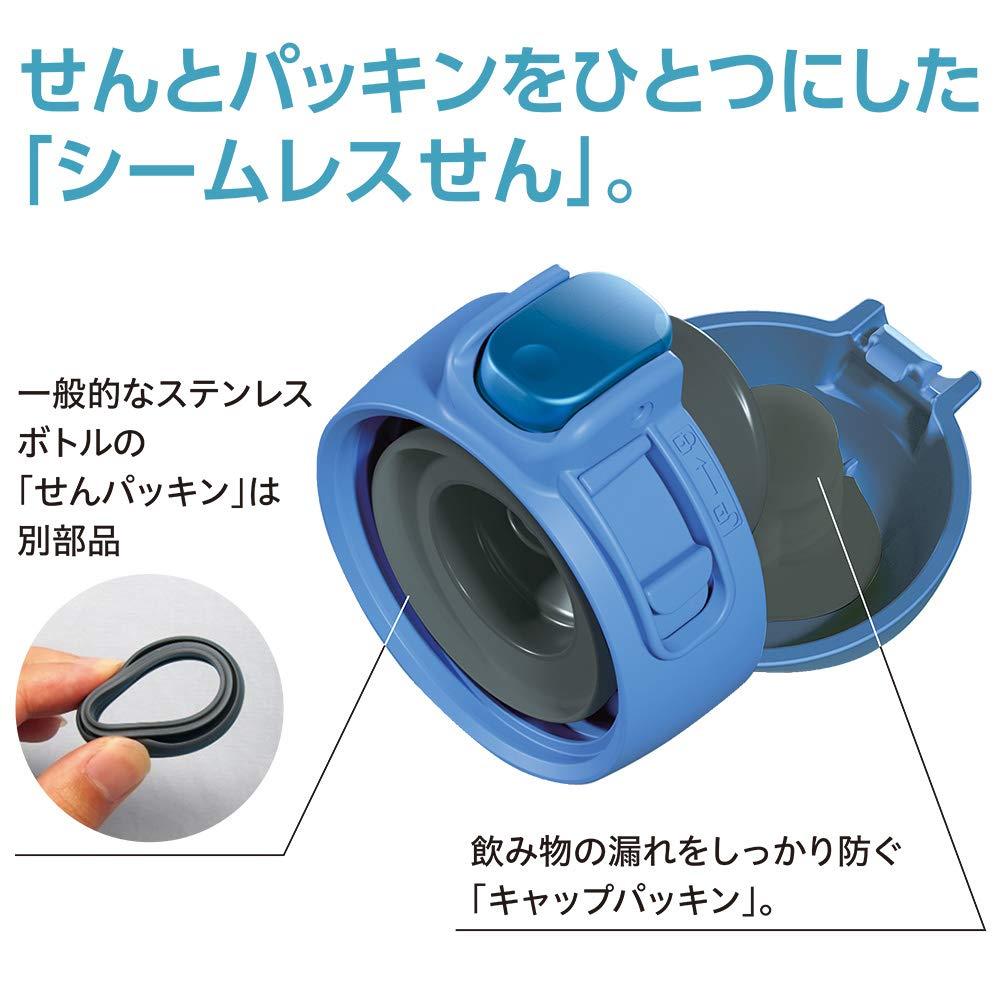 せんとパッキンをひとつにした
「シームレスせん」。
一般的なステンレス
ボトルの
「せんパッキン」は
別部品
飲み物の漏れをしっかり防ぐ
「キャップパッキン」。